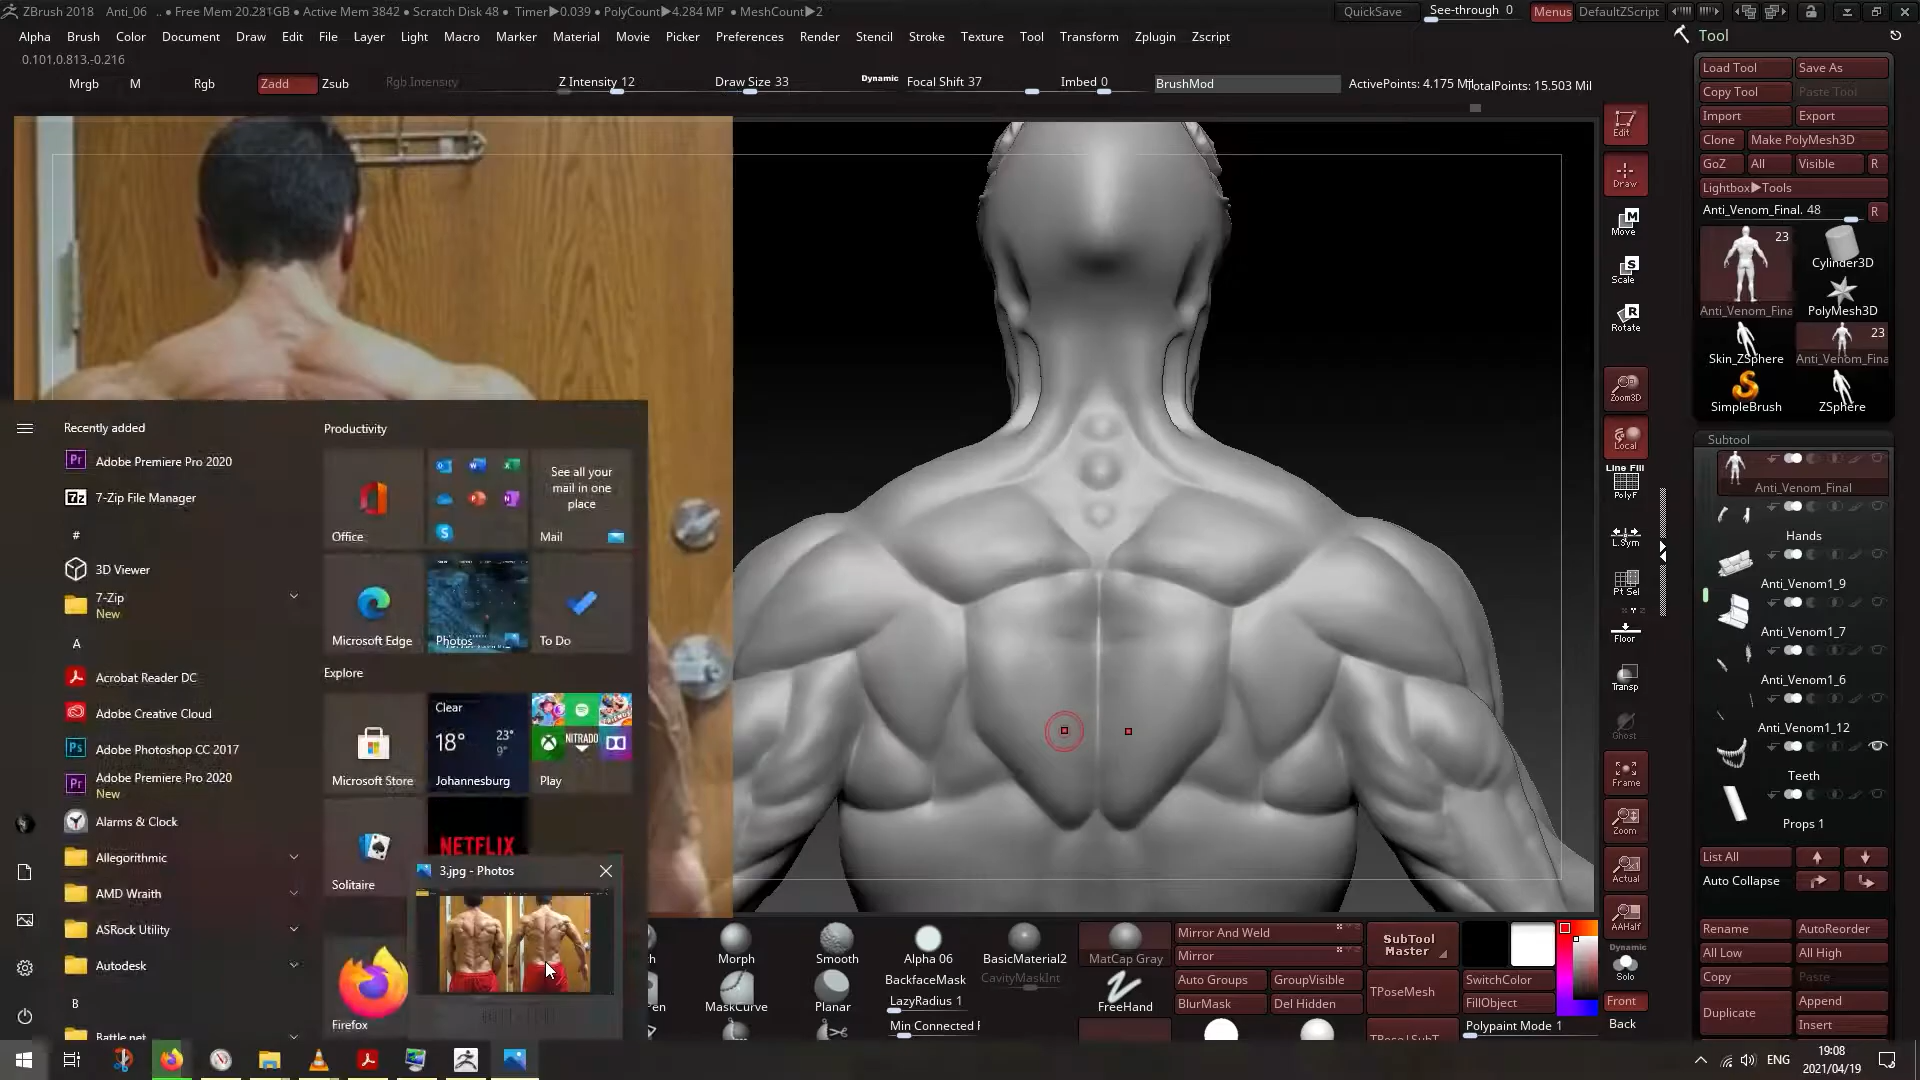 ZBrush 2018 Anti_06 .. • Free Mem 20.281GB • Active Mem 3842 • Scratch Disk 48 • Timer▶0.039 • PolyCount▶4.284 MP • MeshCount▶2 QuickSave See-through 0 Menus DefaultZScript
Alpha Brush Color Document Draw Edit File Layer Light Macro Marker Material Movie Picker Preferences Render Stencil Stroke Texture Tool Transform Zplugin Zscript
0.101,0.813,-0.216
Mrgb M Rgb Zadd Zsub Rgb Intensity Z Intensity 12 Draw Size 33 Dynamic Focal Shift 37 Imbed 0 BrushMod ActivePoints: 4.175 Mil TotalPoints: 15.503 Mil
Edit
Draw
Move
Scale
Rotate
Zoom3D
Local
Line Fill
PolyF
L.Sym
Pt Sel
Floor
Transp
Ghost
Frame
Zoom
Actual
AAHalf
Dynamic
Solo
Front
Back
Tool
Load Tool Save As
Copy Tool Paste Tool
Import Export
Clone Make PolyMesh3D
GoZ All Visible R
Lightbox▶Tools
Anti_Venom_Final. 48 R
23
Cylinder3D
Anti_Venom_Fina PolyMesh3D
23
Skin_ZSphere Anti_Venom_Fina
SimpleBrush ZSphere
Subtool
Anti_Venom_Final
Hands
Anti_Venom1_9
Anti_Venom1_7
Anti_Venom1_6
Anti_Venom1_12
Teeth
Props 1
List All
Auto Collapse
Rename AutoReorder
All Low All High
Copy Paste
Duplicate Append
Insert
Recently added
Adobe Premiere Pro 2020
7-Zip File Manager
#
3D Viewer
7-Zip
New
A
Acrobat Reader DC
Adobe Creative Cloud
Adobe Photoshop CC 2017
Adobe Premiere Pro 2020
New
Alarms & Clock
Allegorithmic
AMD Wraith
ASRock Utility
Autodesk
B
Battle.net
Productivity
Office
See all your
mail in one
place
Mail
Microsoft Edge
Photos
To Do
Explore
Microsoft Store
Clear
18° 23°
9°
Johannesburg
NITRADO
Play
Solitaire
NETFLIX
Firefox
3.jpg - Photos
Morph Smooth Alpha 06 BasicMaterial2 MatCap Gray
BackfaceMask CavityMaskInt
MaskCurve Planar LazyRadius 1 FreeHand
Min Connected P
Mirror And Weld
Mirror
Auto Groups GroupVisible
BlurMask Del Hidden
SubTool
Master
TPoseMesh
SwitchColor
FillObject
Polypaint Mode 1
ENG
19:08
2021/04/19